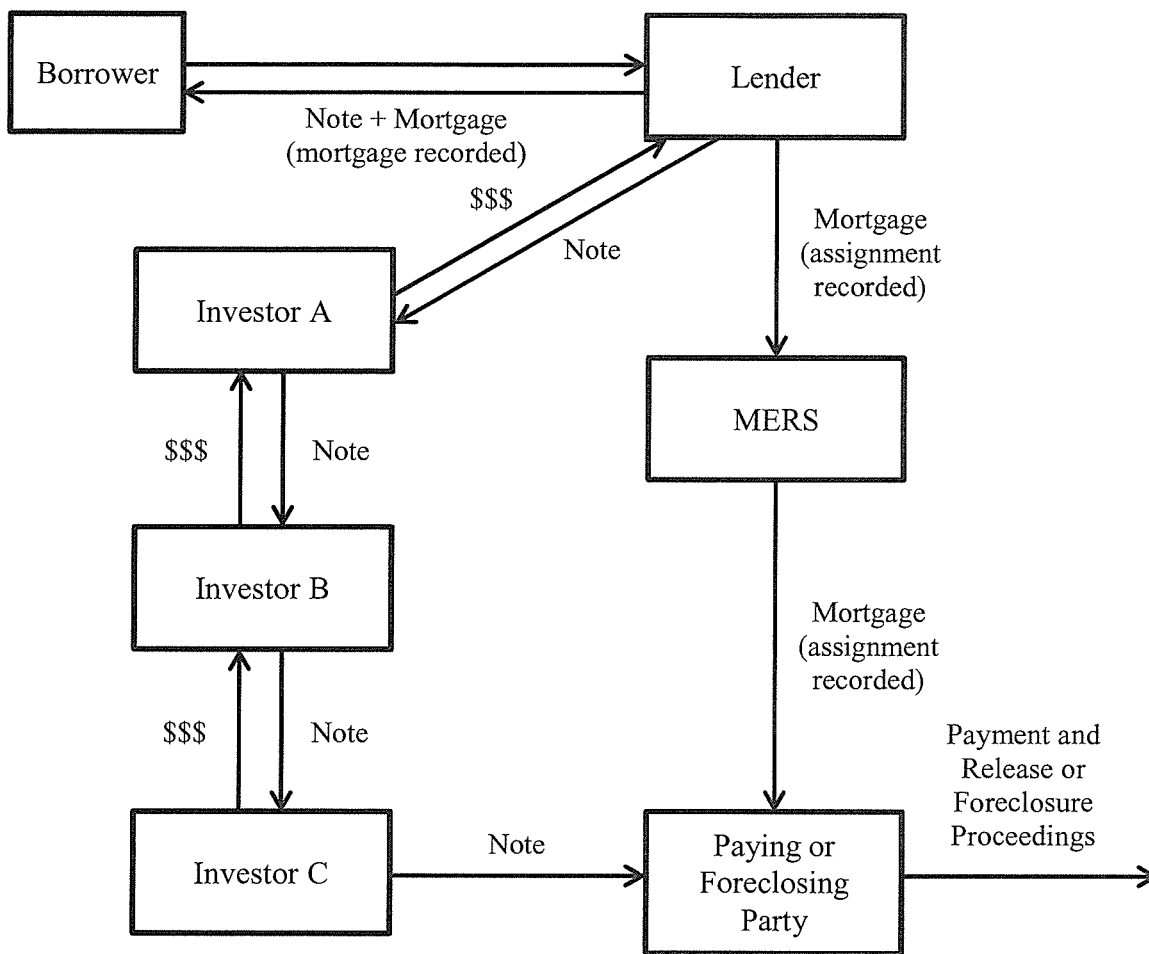 Borrower
Lender
Note + Mortgage
(mortgage recorded)
$$$
Note
Mortgage
(assignment
recorded)
Investor A
MERS
$$$
Note
Investor B
Mortgage
(assignment
recorded)
$$$
Note
Payment and
Release or
Foreclosure
Proceedings
Investor C
Note
Paying or
Foreclosing
Party